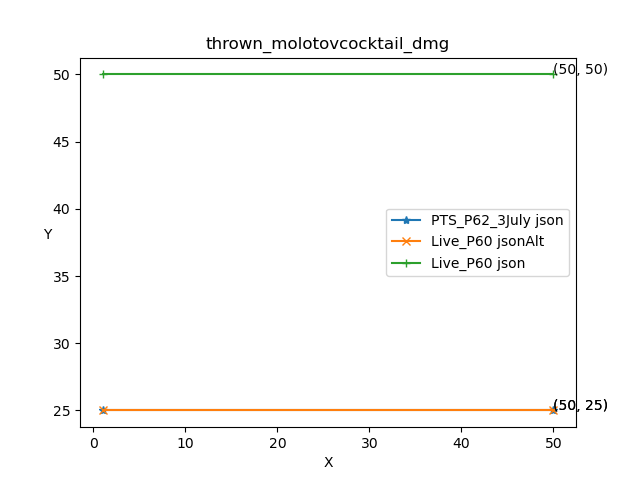 thrown_molotovcocktail_dmg
50
(50, 50)
45
40
PTS_P62_3July json
Y
Live_P60 jsonAlt
Live_P60 json
35
30
25
(50, 25)
0 10 20 30 40 50
X